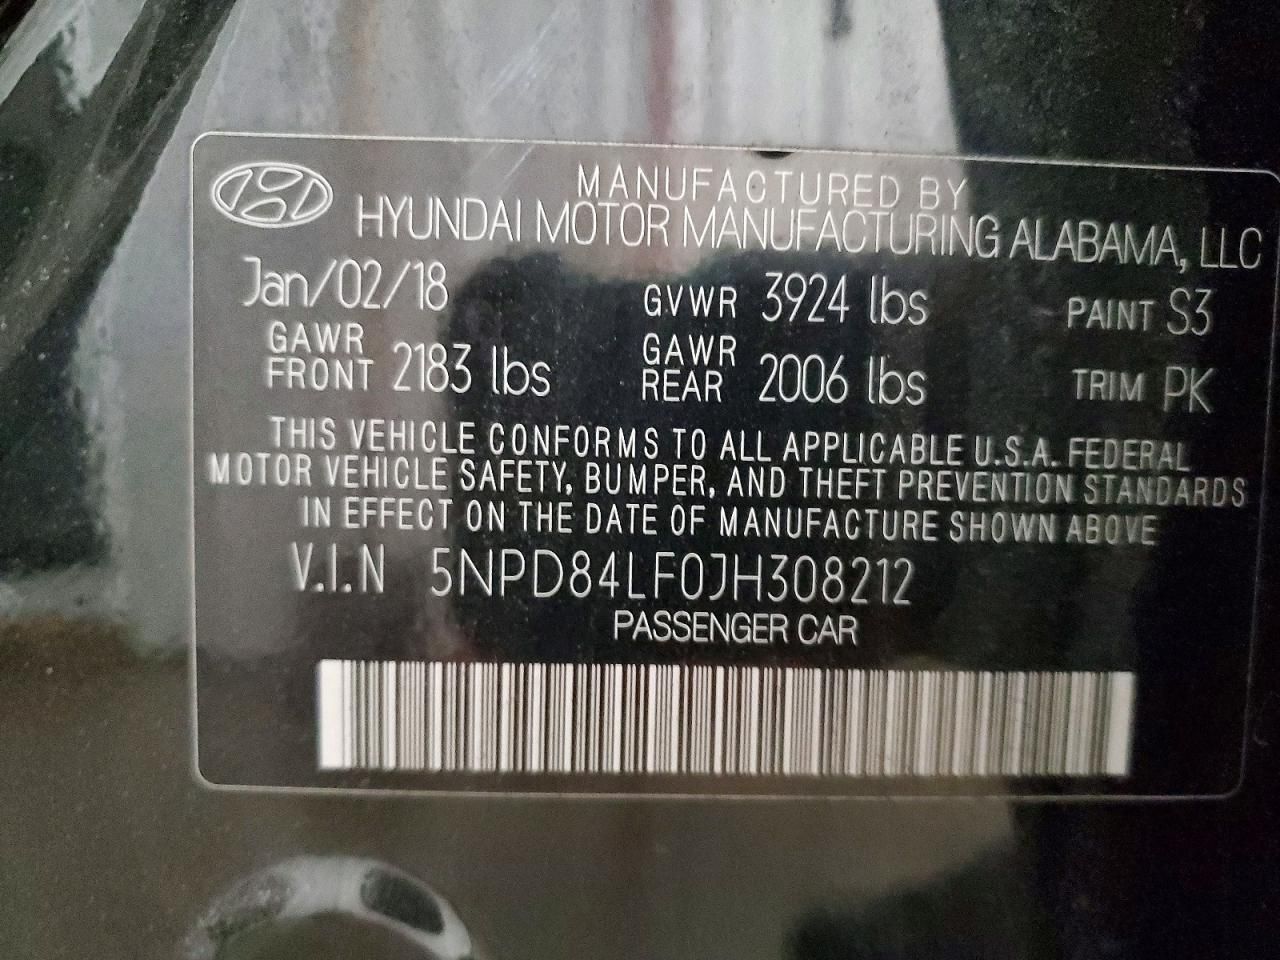 MANUFACTURED BY
HYUNDAI MOTOR MANUFACTURING ALABAMA, LLC
Jan/02/18 GVWR 3924 lbs PAINT S3
GAWR FRONT 2183 lbs GAWR REAR 2006 lbs TRIM PK
THIS VEHICLE CONFORMS TO ALL APPLICABLE U.S.A. FEDERAL
MOTOR VEHICLE SAFETY, BUMPER, AND THEFT PREVENTION STANDARDS
IN EFFECT ON THE DATE OF MANUFACTURE SHOWN ABOVE
V.I.N 5NPD84LF0JH308212
PASSENGER CAR